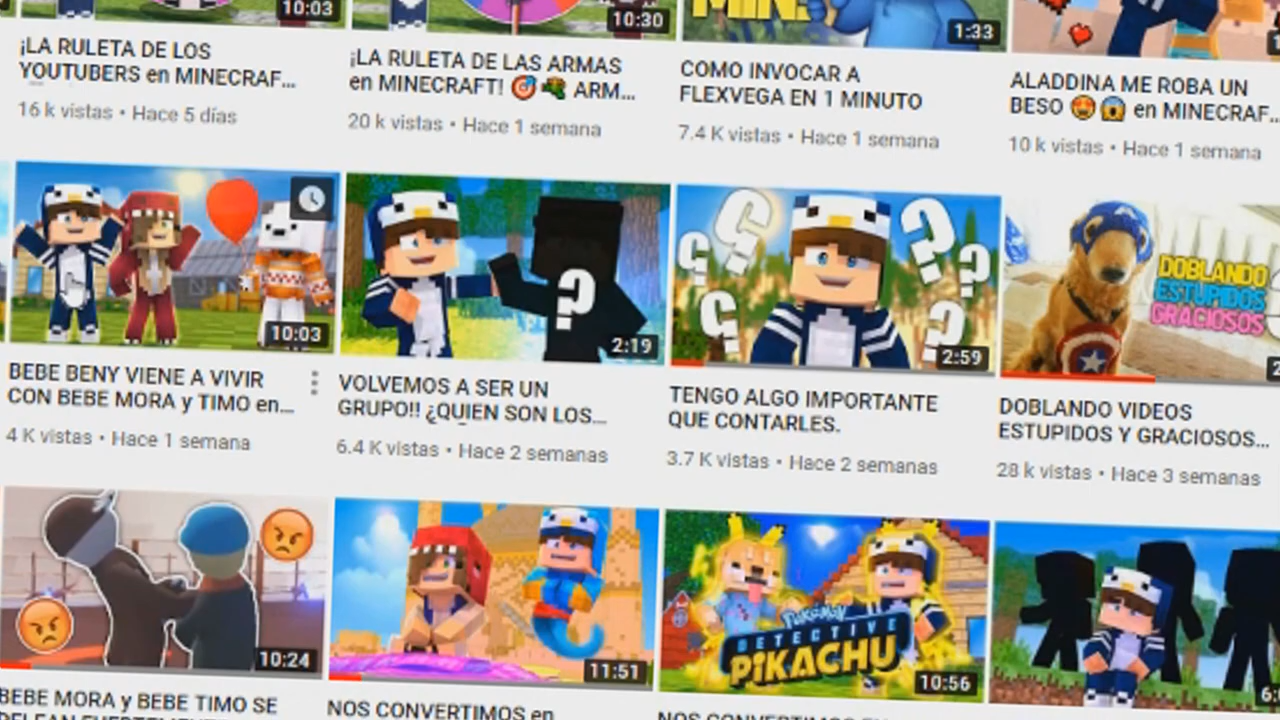 10:03
10:30
MIN.
1:33
¡LA RULETA DE LOS
YOUTUBERS en MINECRAF...
16 k vistas • Hace 5 días
¡LA RULETA DE LAS ARMAS
en MINECRAFT! 🎯🔫 ARM...
20 k vistas • Hace 1 semana
COMO INVOCAR A
FLEXVEGA EN 1 MINUTO
7.4 K vistas • Hace 1 semana
ALADDINA ME ROBA UN
BESO 😍😱 en MINECRAF...
10 k vistas • Hace 1 semana
10:03
?
2:19
? ? ? ? ? ?
2:59
DOBLANDO
ESTUPIDOS
GRACIOSOS
BEBE BENY VIENE A VIVIR
CON BEBE MORA y TIMO en...
4 K vistas • Hace 1 semana
VOLVEMOS A SER UN
GRUPO!! ¿QUIEN SON LOS...
6.4 K vistas • Hace 2 semanas
TENGO ALGO IMPORTANTE
QUE CONTARLES.
3.7 K vistas • Hace 2 semanas
DOBLANDO VIDEOS
ESTUPIDOS Y GRACIOSOS...
28 k vistas • Hace 3 semanas
10:24
11:51
POKÉMON
DETECTIVE
PIKACHU
10:56
BEBE MORA y BEBE TIMO SE
NOS CONVERTIMOS en
NOS CONVERTIMOS